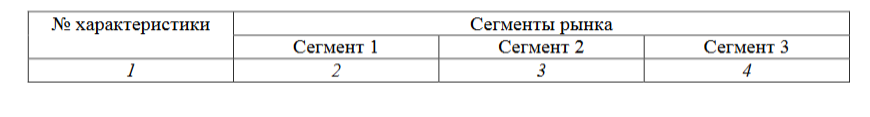 № характеристики Сегменты рынка
Сегмент 1 Сегмент 2 Сегмент 3
1 2 3 4